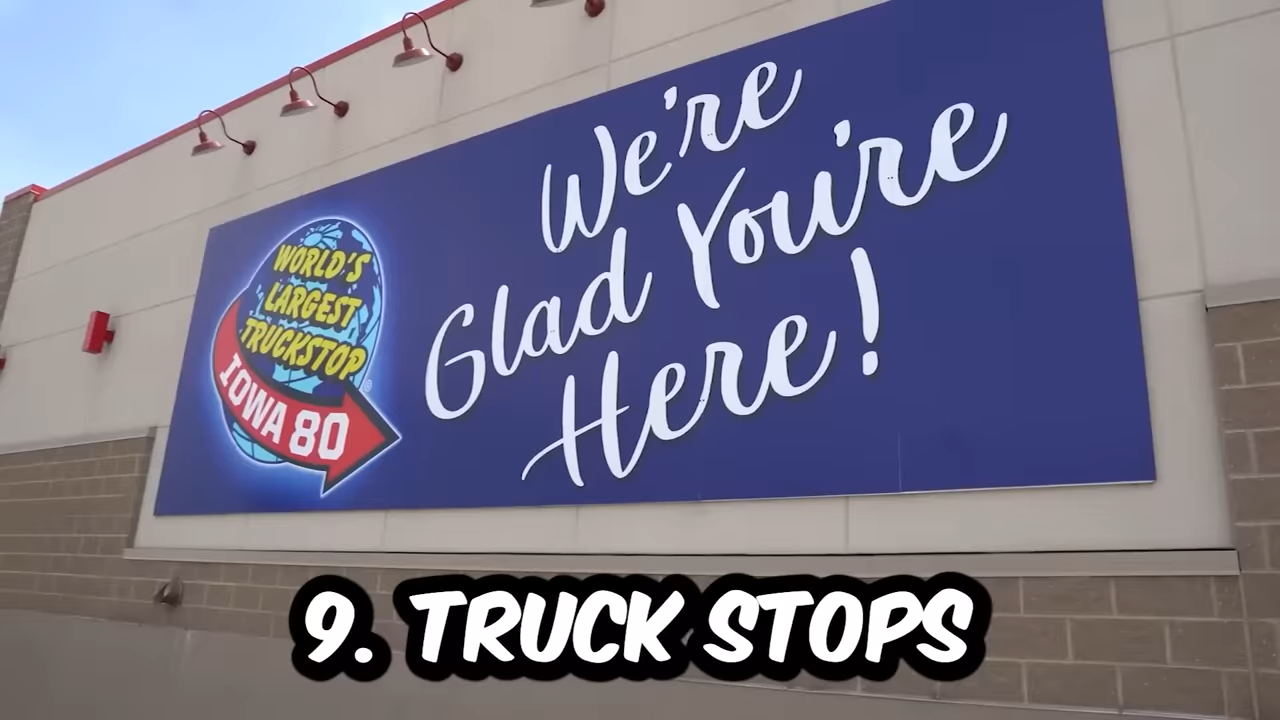 We're
Glad You're
Here!
WORLD'S
LARGEST
TRUCKSTOP
®
IOWA 80
9. TRUCK STOPS